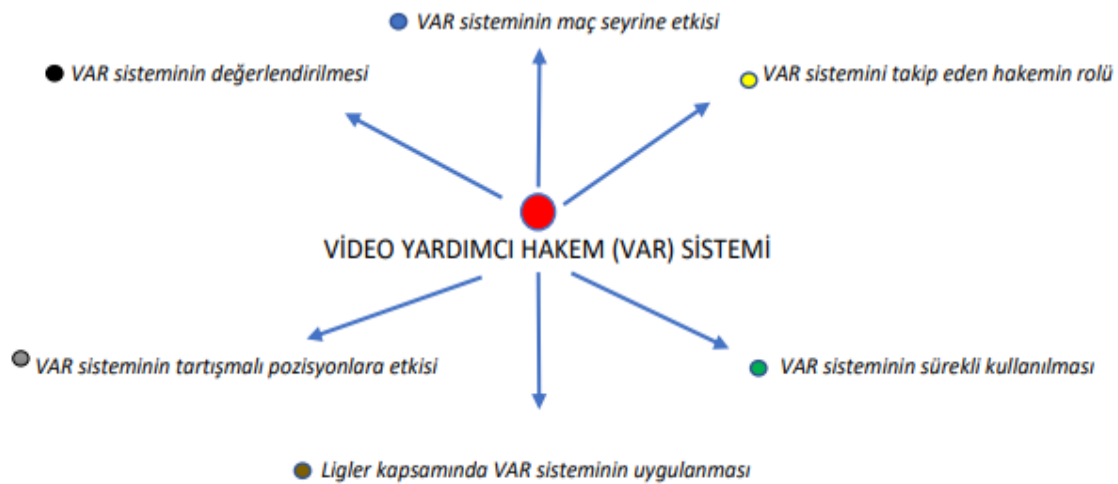 VAR sisteminin maç seyrine etkisi
VAR sisteminin değerlendirilmesi
VAR sistemini takip eden hakemin rolü
VİDEO YARDIMCI HAKEM (VAR) SİSTEMİ
VAR sisteminin tartışmalı pozisyonlara etkisi
VAR sisteminin sürekli kullanılması
Ligler kapsamında VAR sisteminin uygulanması